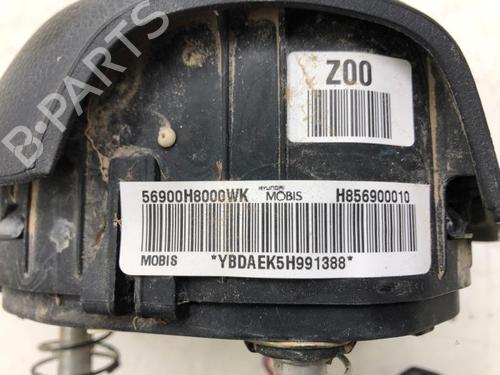 Z00
56900H8000WK HYUNDAI MOBIS H856900010
MOBIS *YBDAEK5H991388*
B-PARTS